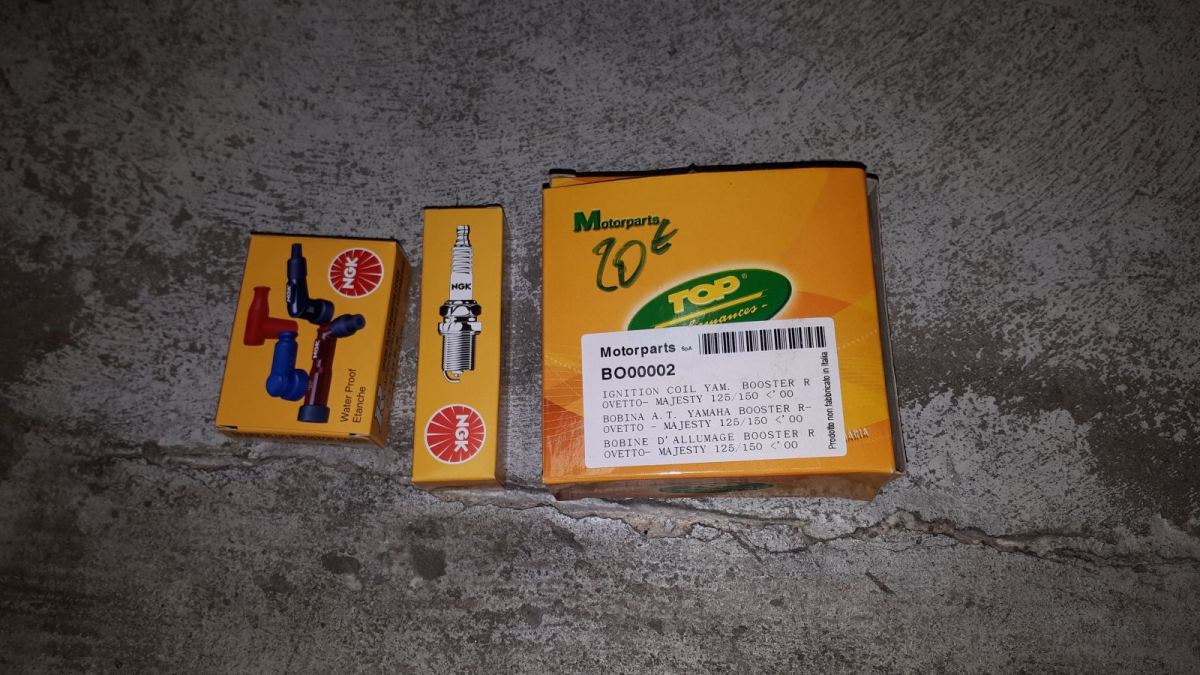 NGK
Water Proof
Etanche
NGK
NGK
Motorparts
20€
TOP®
Performances
Motorparts SpA
BO00002
IGNITION COIL YAM. BOOSTER R
OVETTO- MAJESTY 125/150 <'00
BOBINA A.T. YAMAHA BOOSTER R-
OVETTO - MAJESTY 125/150 <'00
BOBINE D'ALLUMAGE BOOSTER R
OVETTO- MAJESTY 125/150 <'00
Prodotto non fabbricato in Italia